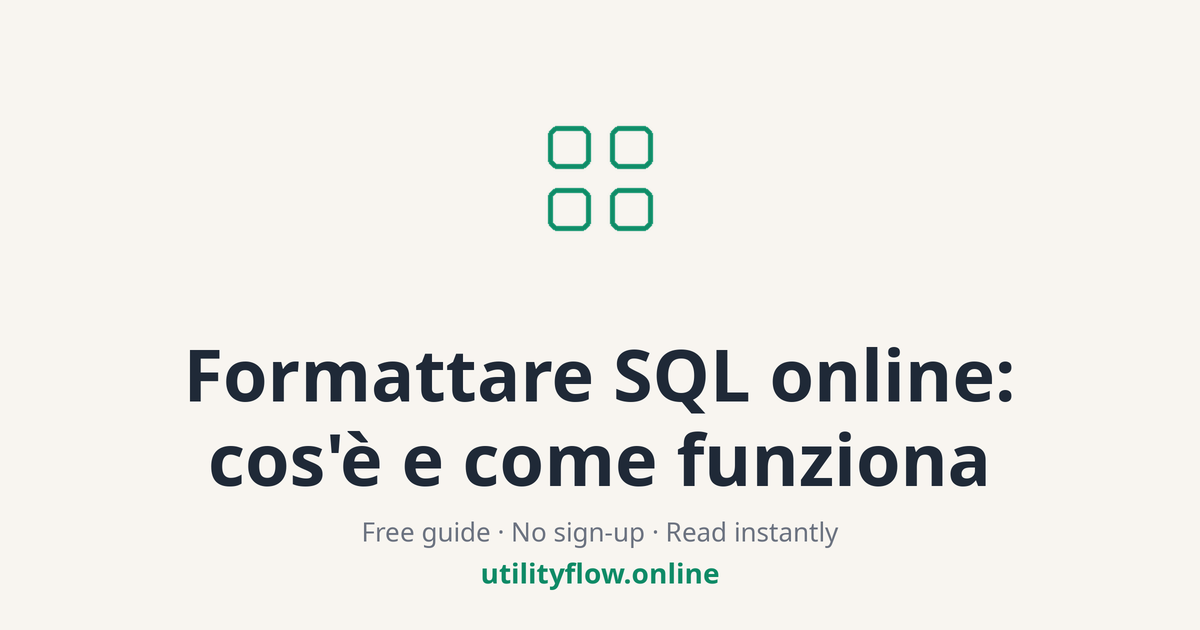 Formattare SQL online:
cos'è e come funziona
Free guide · No sign-up · Read instantly
utilityflow.online